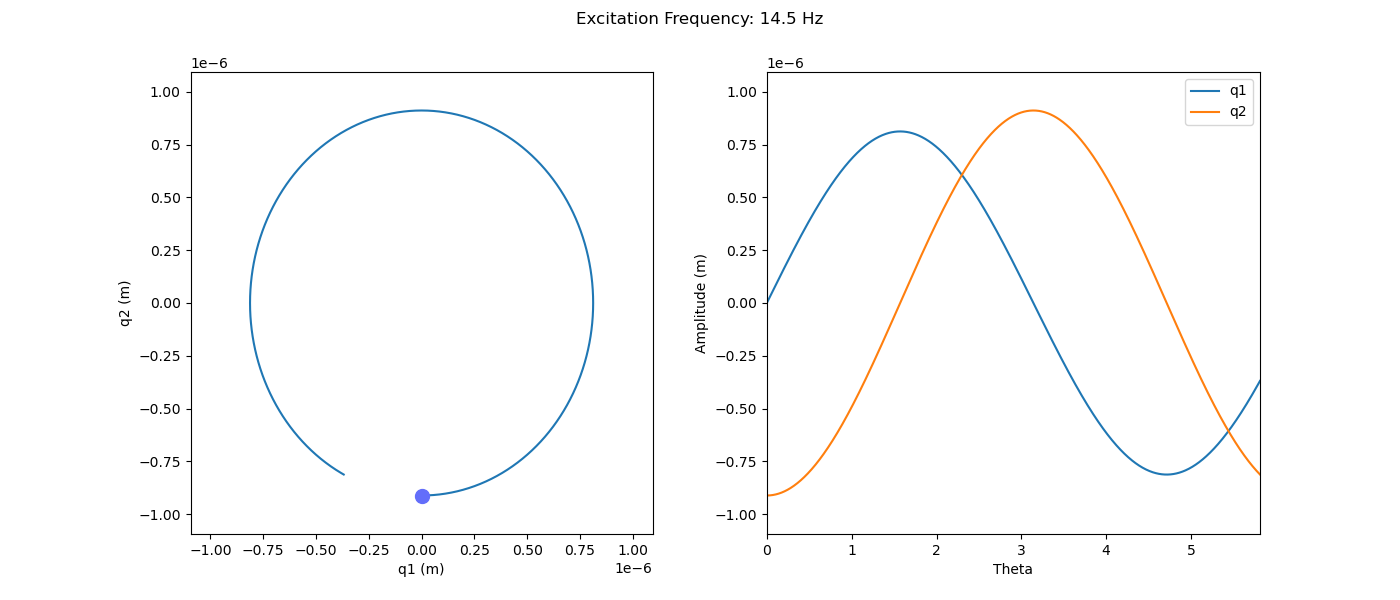 Excitation Frequency: 14.5 Hz
1e−6
1.00
0.75
0.50
0.25
0.00
−0.25
−0.50
−0.75
−1.00
q2 (m)
−1.00 −0.75 −0.50 −0.25 0.00 0.25 0.50 0.75 1.00
q1 (m)
1e−6
1e−6
1.00
0.75
0.50
0.25
0.00
−0.25
−0.50
−0.75
−1.00
Amplitude (m)
q1
q2
0 1 2 3 4 5
Theta